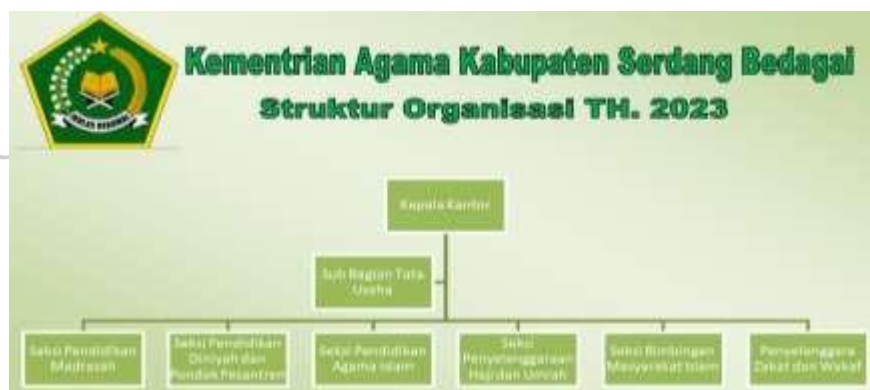 Kementrian Agama Kabupaten Serdang Bedagai
Struktur Organisasi TH. 2023
IKHLAS BERAMAL
Kepala Kantor
Sub Bagian Tata
Usaha
Seksi Pendidikan
Madrasah
Seksi Pendidikan
Diniyah dan
Pondok Pesantren
Seksi Pendidikan
Agama Islam
Seksi
Penyelenggaraan
Haji dan Umrah
Seksi Bimbingan
Masyarakat Islam
Penyelenggara
Zakat dan Wakaf